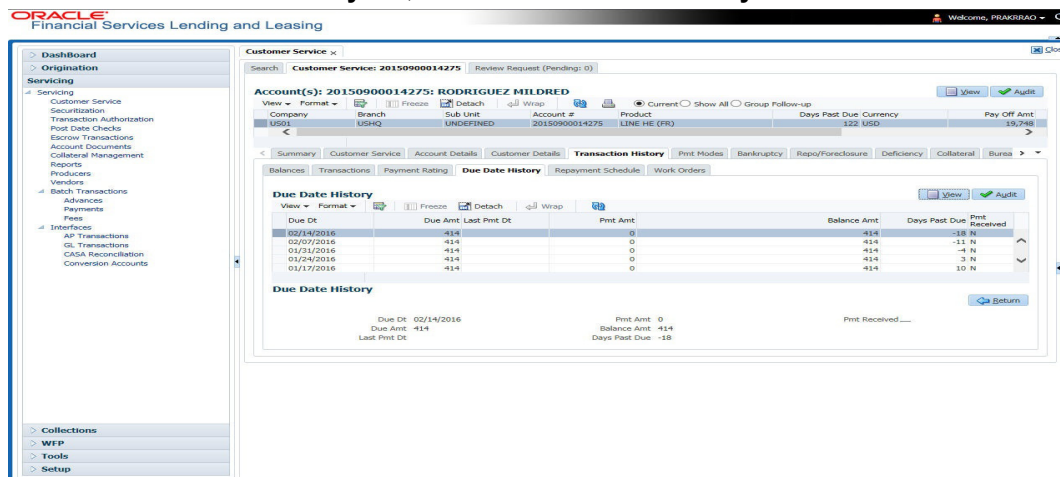 ORACLE
Financial Services Lending and Leasing
Welcome, PRAKRRAO
DashBoard
Origination
Servicing
Servicing
Customer Service
Securitization
Transaction Authorization
Post Date Checks
Escrow Transactions
Account Documents
Collateral Management
Reports
Producers
Vendors
Batch Transactions
Advances
Payments
Fees
Interfaces
AP Transactions
GL Transactions
CASA Reconciliation
Conversion Accounts
Collections
WFP
Tools
Setup
Customer Service
Search Customer Service: 20150900014275 Review Request (Pending: 0)
Account(s): 20150900014275: RODRIGUEZ MILDRED View Audit
View Format Freeze Detach Wrap Current Show All Group Follow-up
Company Branch Sub Unit Account # Product Days Past Due Currency Pay Off Amt
US01 USHQ UNDEFINED 20150900014275 LINE HE (FR) 122 USD 19,748
Summary Customer Service Account Details Customer Details Transaction History Pmt Modes Bankruptcy Repo/Foreclosure Deficiency Collateral Burea
Balances Transactions Payment Rating Due Date History Repayment Schedule Work Orders
Due Date History View Audit
View Format Freeze Detach Wrap
Due Dt Due Amt Last Pmt Dt Pmt Amt Balance Amt Days Past Due Pmt Received
02/14/2016 414 0 414 -18 N
02/07/2016 414 0 414 -11 N
01/31/2016 414 0 414 -4 N
01/24/2016 414 0 414 3 N
01/17/2016 414 0 414 10 N
Due Date History
Return
Due Dt 02/14/2016 Pmt Amt 0 Pmt Received
Due Amt 414 Balance Amt 414
Last Pmt Dt Days Past Due -18